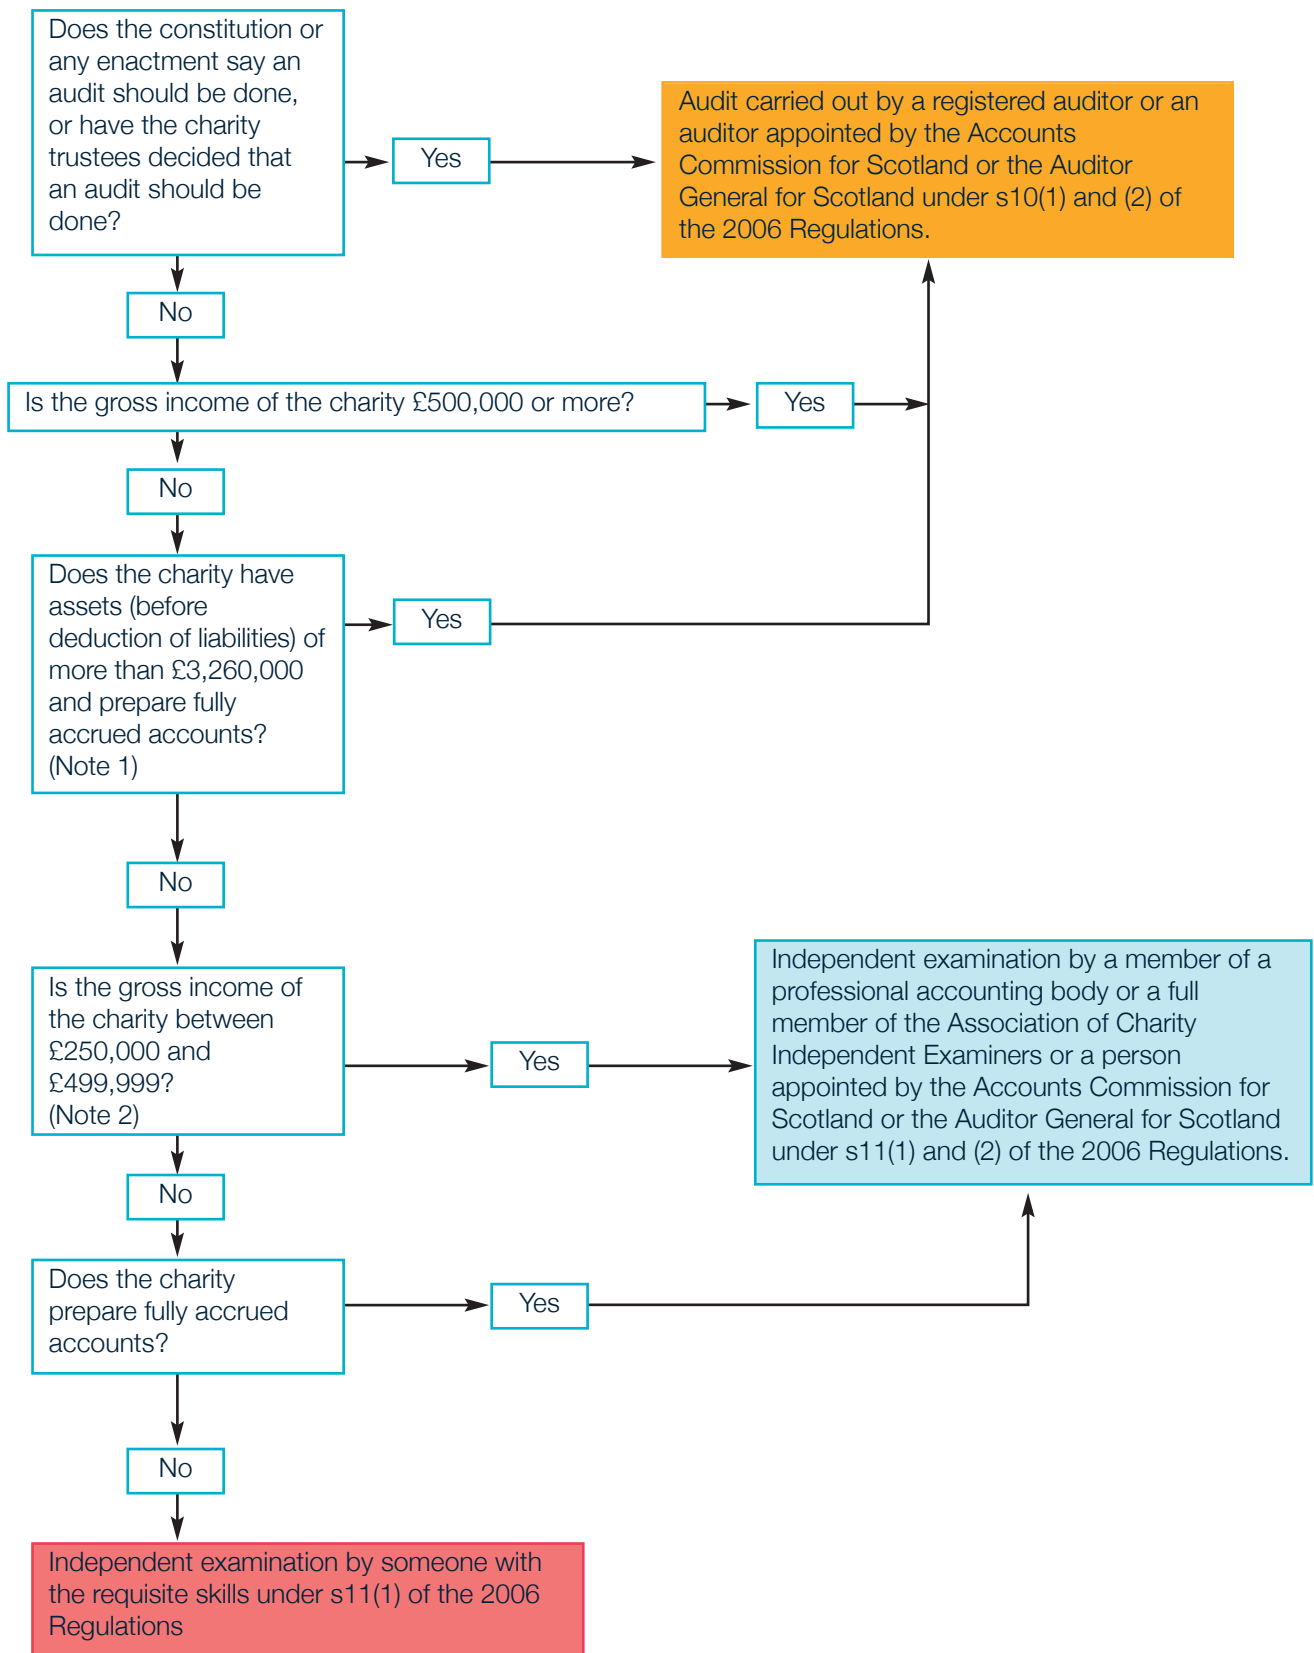 Does the constitution or
any enactment say an
audit should be done,
or have the charity
trustees decided that
an audit should be
done?
Yes
Audit carried out by a registered auditor or an
auditor appointed by the Accounts
Commission for Scotland or the Auditor
General for Scotland under s10(1) and (2) of
the 2006 Regulations.
No
Is the gross income of the charity £500,000 or more?
Yes
No
Does the charity have
assets (before
deduction of liabilities) of
more than £3,260,000
and prepare fully
accrued accounts?
(Note 1)
Yes
No
Is the gross income of
the charity between
£250,000 and
£499,999?
(Note 2)
Yes
Independent examination by a member of a
professional accounting body or a full
member of the Association of Charity
Independent Examiners or a person
appointed by the Accounts Commission for
Scotland or the Auditor General for Scotland
under s11(1) and (2) of the 2006 Regulations.
No
Does the charity
prepare fully accrued
accounts?
Yes
No
Independent examination by someone with
the requisite skills under s11(1) of the 2006
Regulations